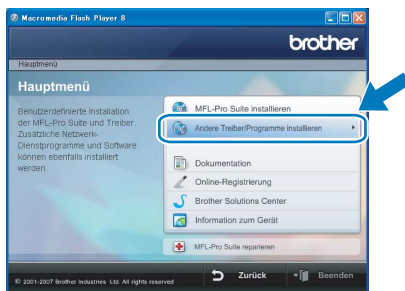 Macromedia Flash Player 8
brother
Hauptmenü
Hauptmenü
Benutzerdefinierte Installation
der MFL-Pro Suite und Treiber.
Zusätzliche Netzwerk-
Dienstprogramme und Software
können ebenfalls installiert
werden.
MFL-Pro Suite installieren
Andere Treiber/Programme installieren
Dokumentation
Online-Registrierung
Brother Solutions Center
Information zum Gerät
MFL-Pro Suite reparieren
© 2001-2007 Brother Industries Ltd. All rights reserved
Zurück
Beenden